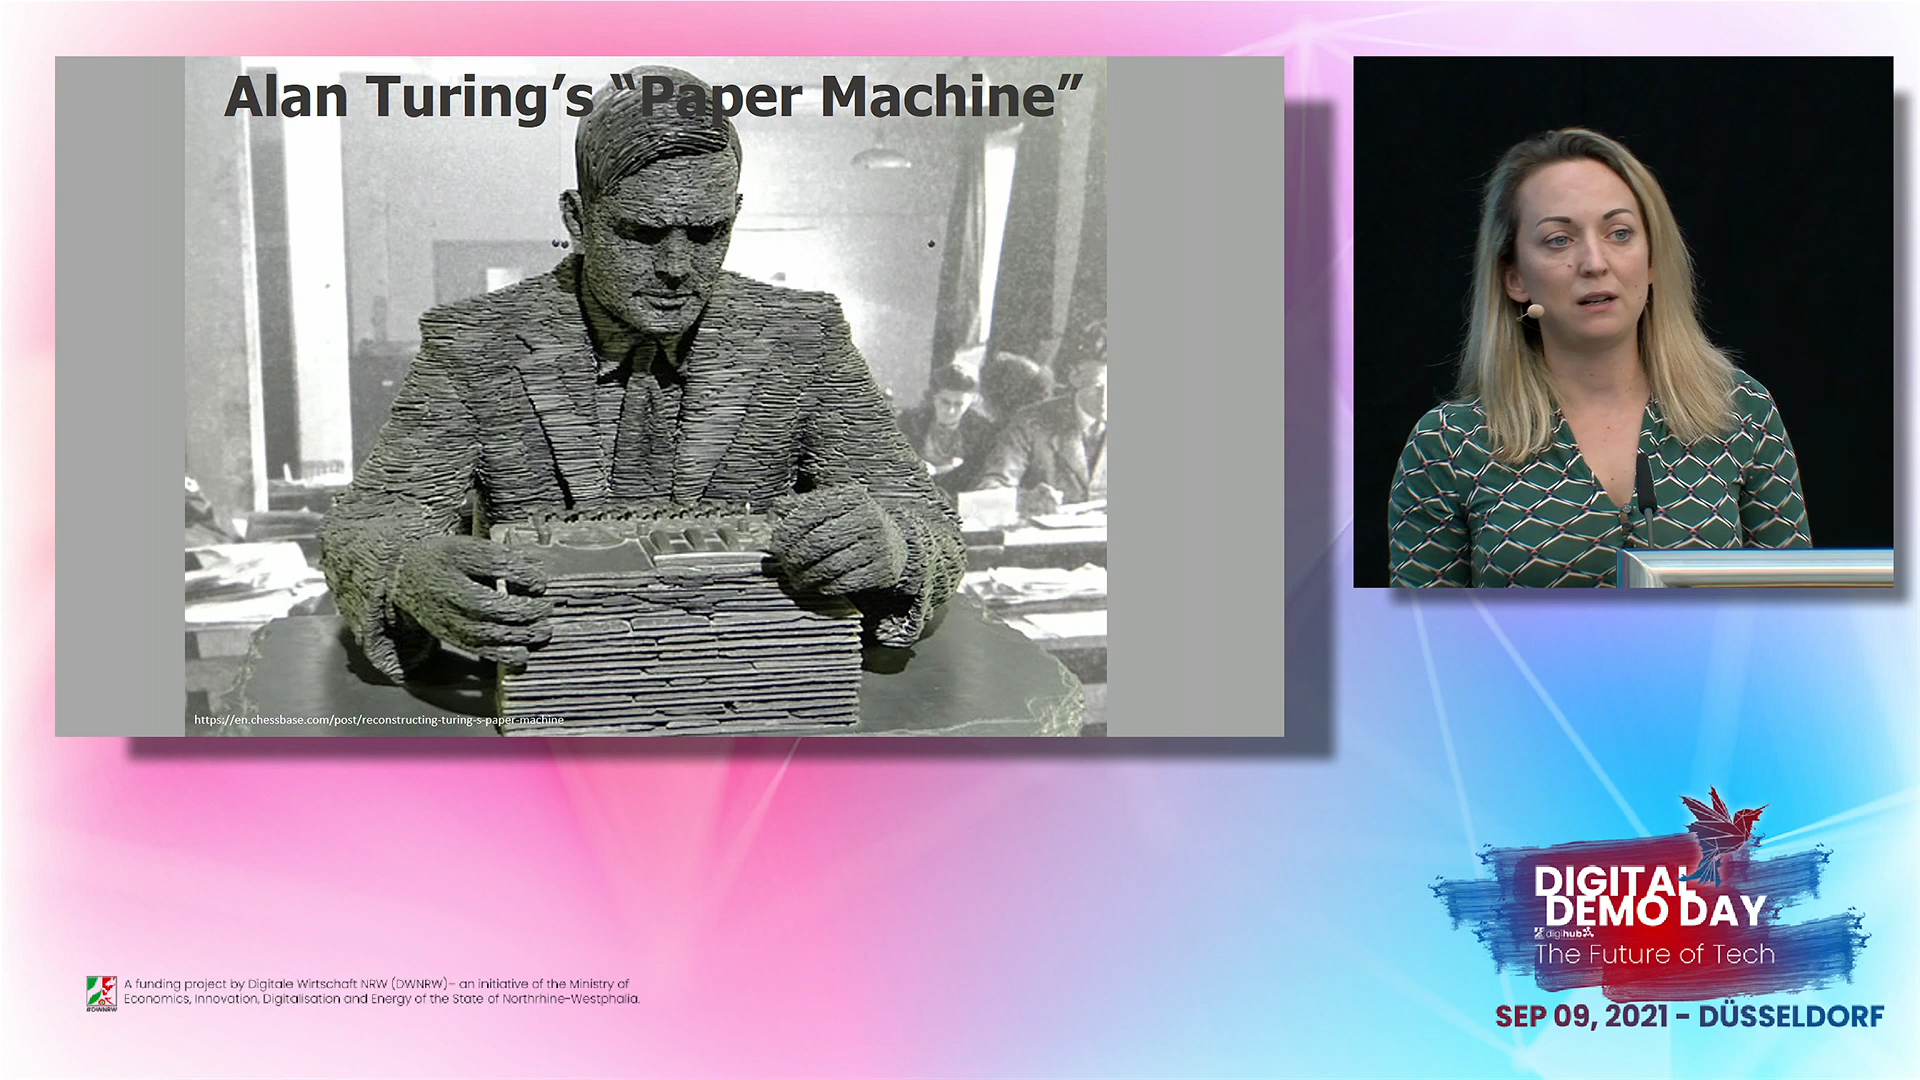 Alan Turing’s “Paper Machine”
https://en.chessbase.com/post/reconstructing-turing-s-paper-machine
DIGITAL
DEMO DAY
digihub
The Future of Tech
SEP 09, 2021 - DÜSSELDORF
A funding project by Digitale Wirtschaft NRW (DWNRW)– an initiative of the Ministry of
Economics, Innovation, Digitalisation and Energy of the State of Northrhine-Westphalia.
#DWNRW